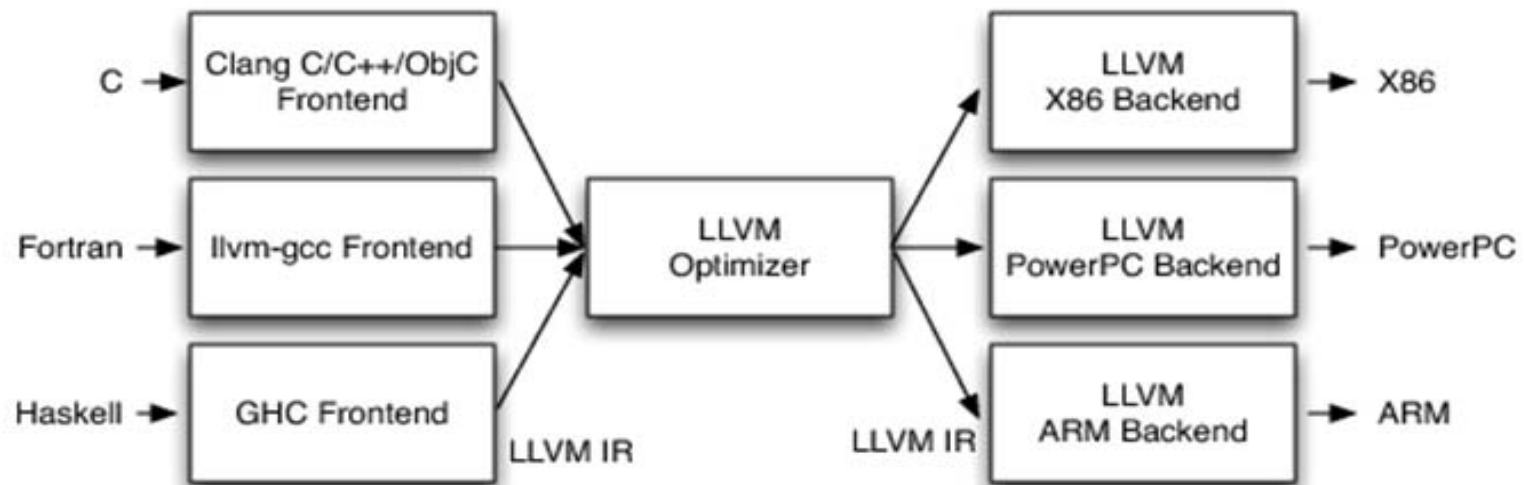 C
Clang C/C++/ObjC
Frontend
LLVM
X86 Backend
X86
Fortran
llvm-gcc Frontend
LLVM
Optimizer
LLVM
PowerPC Backend
PowerPC
Haskell
GHC Frontend
LLVM IR
LLVM IR
LLVM
ARM Backend
ARM